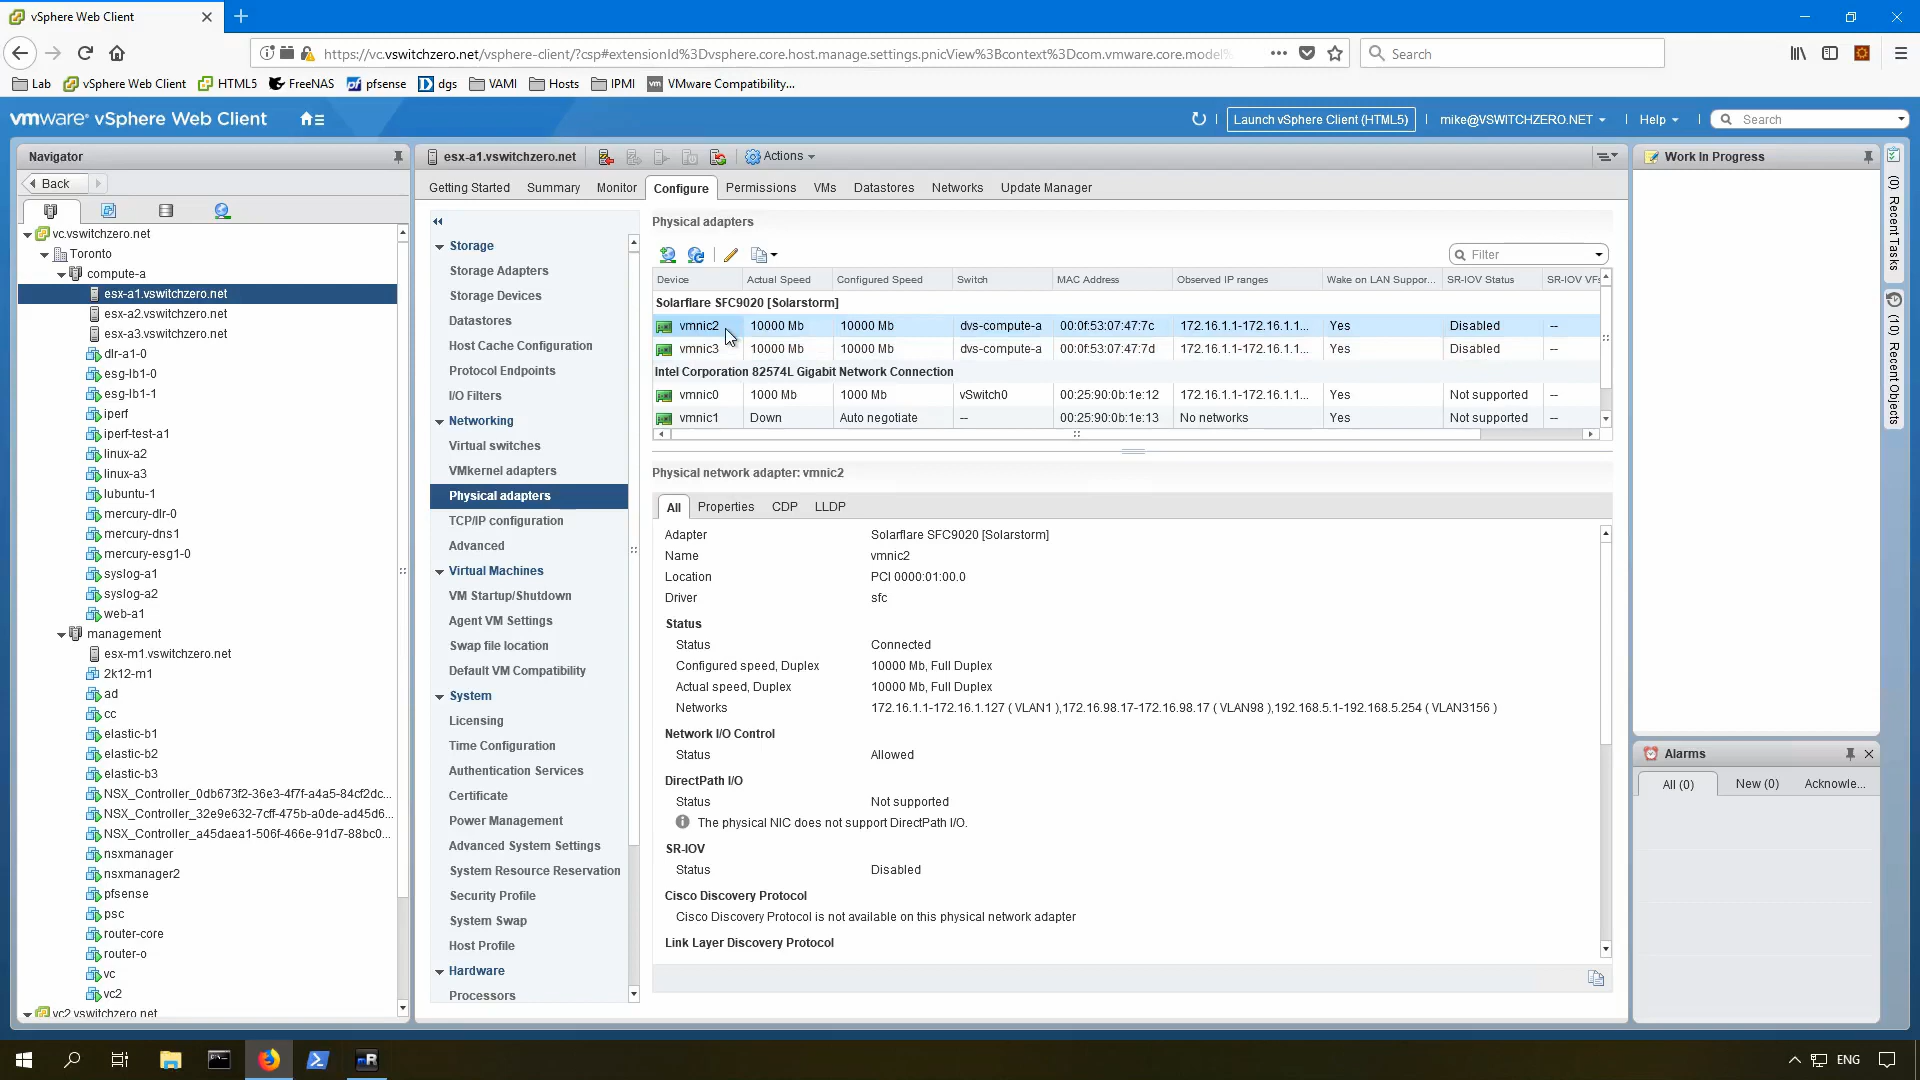 vSphere Web Client
https://vc.vswitchzero.net/vsphere-client/?csp#extensionId%3Dvsphere.core.host.manage.settings.pnicView%3Bcontext%3Dcom.vmware.core.model
Search
Lab
vSphere Web Client
HTML5
FreeNAS
pfsense
dgs
VAMI
Hosts
IPMI
VMware Compatibility...
vmware® vSphere Web Client
Launch vSphere Client (HTML5)
mike@VSWITCHZERO.NET
Help
Search
Navigator
Back
vc.vswitchzero.net
Toronto
compute-a
esx-a1.vswitchzero.net
esx-a2.vswitchzero.net
esx-a3.vswitchzero.net
dlr-a1-0
esg-lb1-0
esg-lb1-1
iperf
iperf-test-a1
linux-a2
linux-a3
lubuntu-1
mercury-dlr-0
mercury-dns1
mercury-esg1-0
syslog-a1
syslog-a2
web-a1
management
esx-m1.vswitchzero.net
2k12-m1
ad
cc
elastic-b1
elastic-b2
elastic-b3
NSX_Controller_0db673f2-36e3-4f7f-a4a5-84cf2dc...
NSX_Controller_32e9e632-7cff-475b-a0de-ad45d6...
NSX_Controller_a45daea1-506f-466e-91d7-88bc0...
nsxmanager
nsxmanager2
pfsense
psc
router-core
router-o
vc
vc2
vc2.vswitchzero.net
esx-a1.vswitchzero.net
Actions
Getting Started
Summary
Monitor
Configure
Permissions
VMs
Datastores
Networks
Update Manager
Storage
Storage Adapters
Storage Devices
Datastores
Host Cache Configuration
Protocol Endpoints
I/O Filters
Networking
Virtual switches
VMkernel adapters
Physical adapters
TCP/IP configuration
Advanced
Virtual Machines
VM Startup/Shutdown
Agent VM Settings
Swap file location
Default VM Compatibility
System
Licensing
Time Configuration
Authentication Services
Certificate
Power Management
Advanced System Settings
System Resource Reservation
Security Profile
System Swap
Host Profile
Hardware
Processors
Physical adapters
Filter
Device Actual Speed Configured Speed Switch MAC Address Observed IP ranges Wake on LAN Suppor... SR-IOV Status SR-IOV VFs
Solarflare SFC9020 [Solarstorm]
vmnic2 10000 Mb 10000 Mb dvs-compute-a 00:0f:53:07:47:7c 172.16.1.1-172.16.1.1... Yes Disabled --
vmnic3 10000 Mb 10000 Mb dvs-compute-a 00:0f:53:07:47:7d 172.16.1.1-172.16.1.1... Yes Disabled --
Intel Corporation 82574L Gigabit Network Connection
vmnic0 1000 Mb 1000 Mb vSwitch0 00:25:90:0b:1e:12 172.16.1.1-172.16.1.1... Yes Not supported --
vmnic1 Down Auto negotiate -- 00:25:90:0b:1e:13 No networks Yes Not supported --
Physical network adapter: vmnic2
All
Properties
CDP
LLDP
Adapter Solarflare SFC9020 [Solarstorm]
Name vmnic2
Location PCI 0000:01:00.0
Driver sfc
Status
Status Connected
Configured speed, Duplex 10000 Mb, Full Duplex
Actual speed, Duplex 10000 Mb, Full Duplex
Networks 172.16.1.1-172.16.1.127 ( VLAN1 ),172.16.98.17-172.16.98.17 ( VLAN98 ),192.168.5.1-192.168.5.254 ( VLAN3156 )
Network I/O Control
Status Allowed
DirectPath I/O
Status Not supported
The physical NIC does not support DirectPath I/O.
SR-IOV
Status Disabled
Cisco Discovery Protocol
Cisco Discovery Protocol is not available on this physical network adapter
Link Layer Discovery Protocol
Work In Progress
Alarms
All (0)
New (0)
Acknowle...
(0) Recent Tasks
(10) Recent Objects
ENG